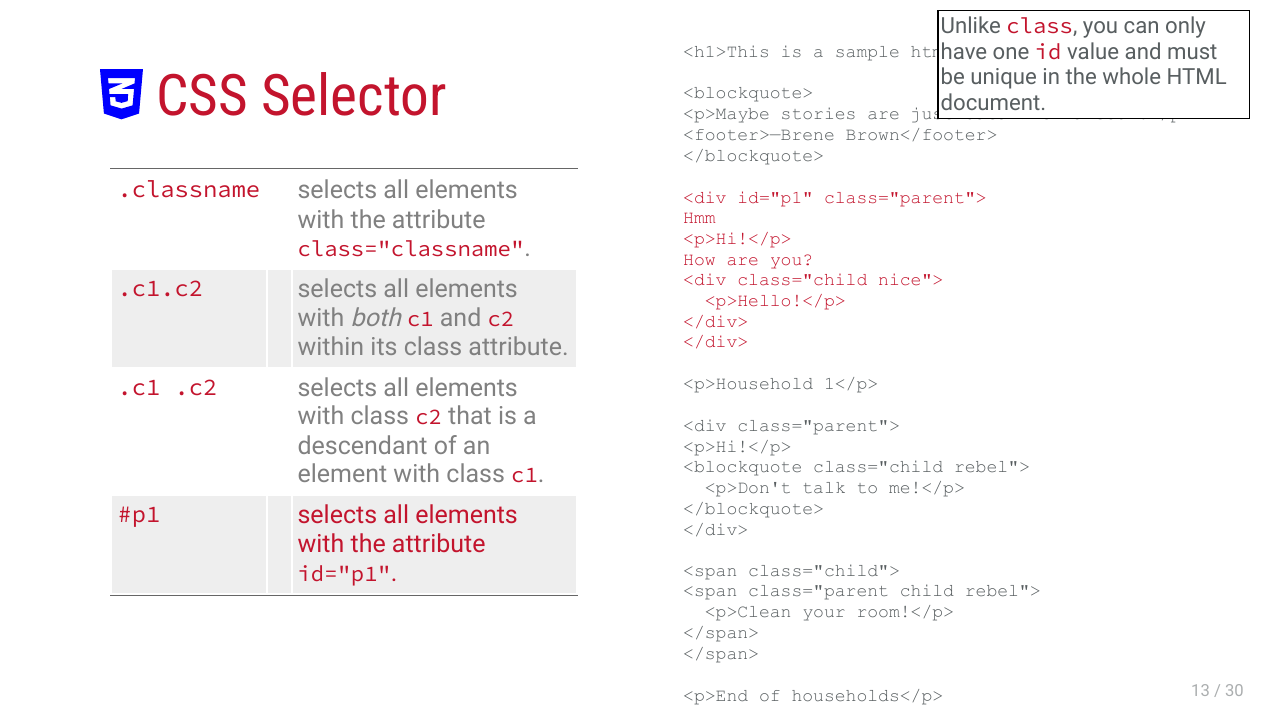 CSS Selector
.classname selects all elements
with the attribute
class="classname".
.c1.c2 selects all elements
with both c1 and c2
within its class attribute.
.c1 .c2 selects all elements
with class c2 that is a
descendant of an
element with class c1.
#p1 selects all elements
with the attribute
id="p1".
Unlike class, you can only
have one id value and must
be unique in the whole HTML
document.
<h1>This is a sample
<blockquote>
<p>Maybe stories are
<footer>—Brene Brown</footer>
</blockquote>
<div id="p1" class="parent">
Hmm
<p>Hi!</p>
How are you?
<div class="child nice">
<p>Hello!</p>
</div>
</div>
<p>Household 1</p>
<div class="parent">
<p>Hi!</p>
<blockquote class="child rebel">
<p>Don't talk to me!</p>
</blockquote>
</div>
<span class="child">
<span class="parent child rebel">
<p>Clean your room!</p>
</span>
</span>
<p>End of households</p>
13 / 30